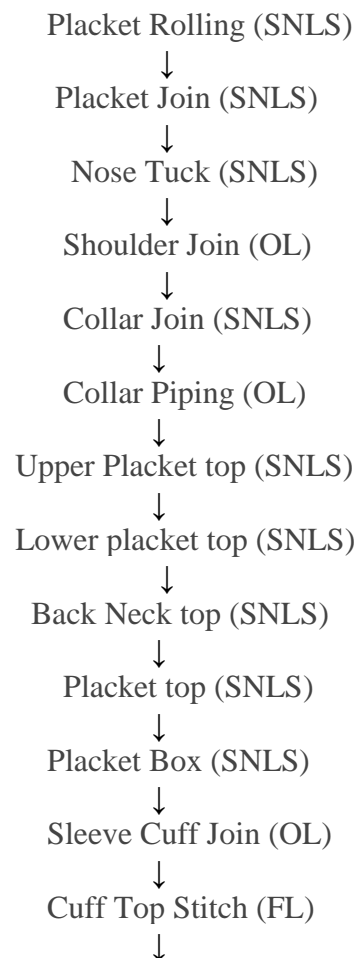 Placket Rolling (SNLS)
↓
Placket Join (SNLS)
↓
Nose Tuck (SNLS)
↓
Shoulder Join (OL)
↓
Collar Join (SNLS)
↓
Collar Piping (OL)
↓
Upper Placket top (SNLS)
↓
Lower placket top (SNLS)
↓
Back Neck top (SNLS)
↓
Placket top (SNLS)
↓
Placket Box (SNLS)
↓
Sleeve Cuff Join (OL)
↓
Cuff Top Stitch (FL)
↓